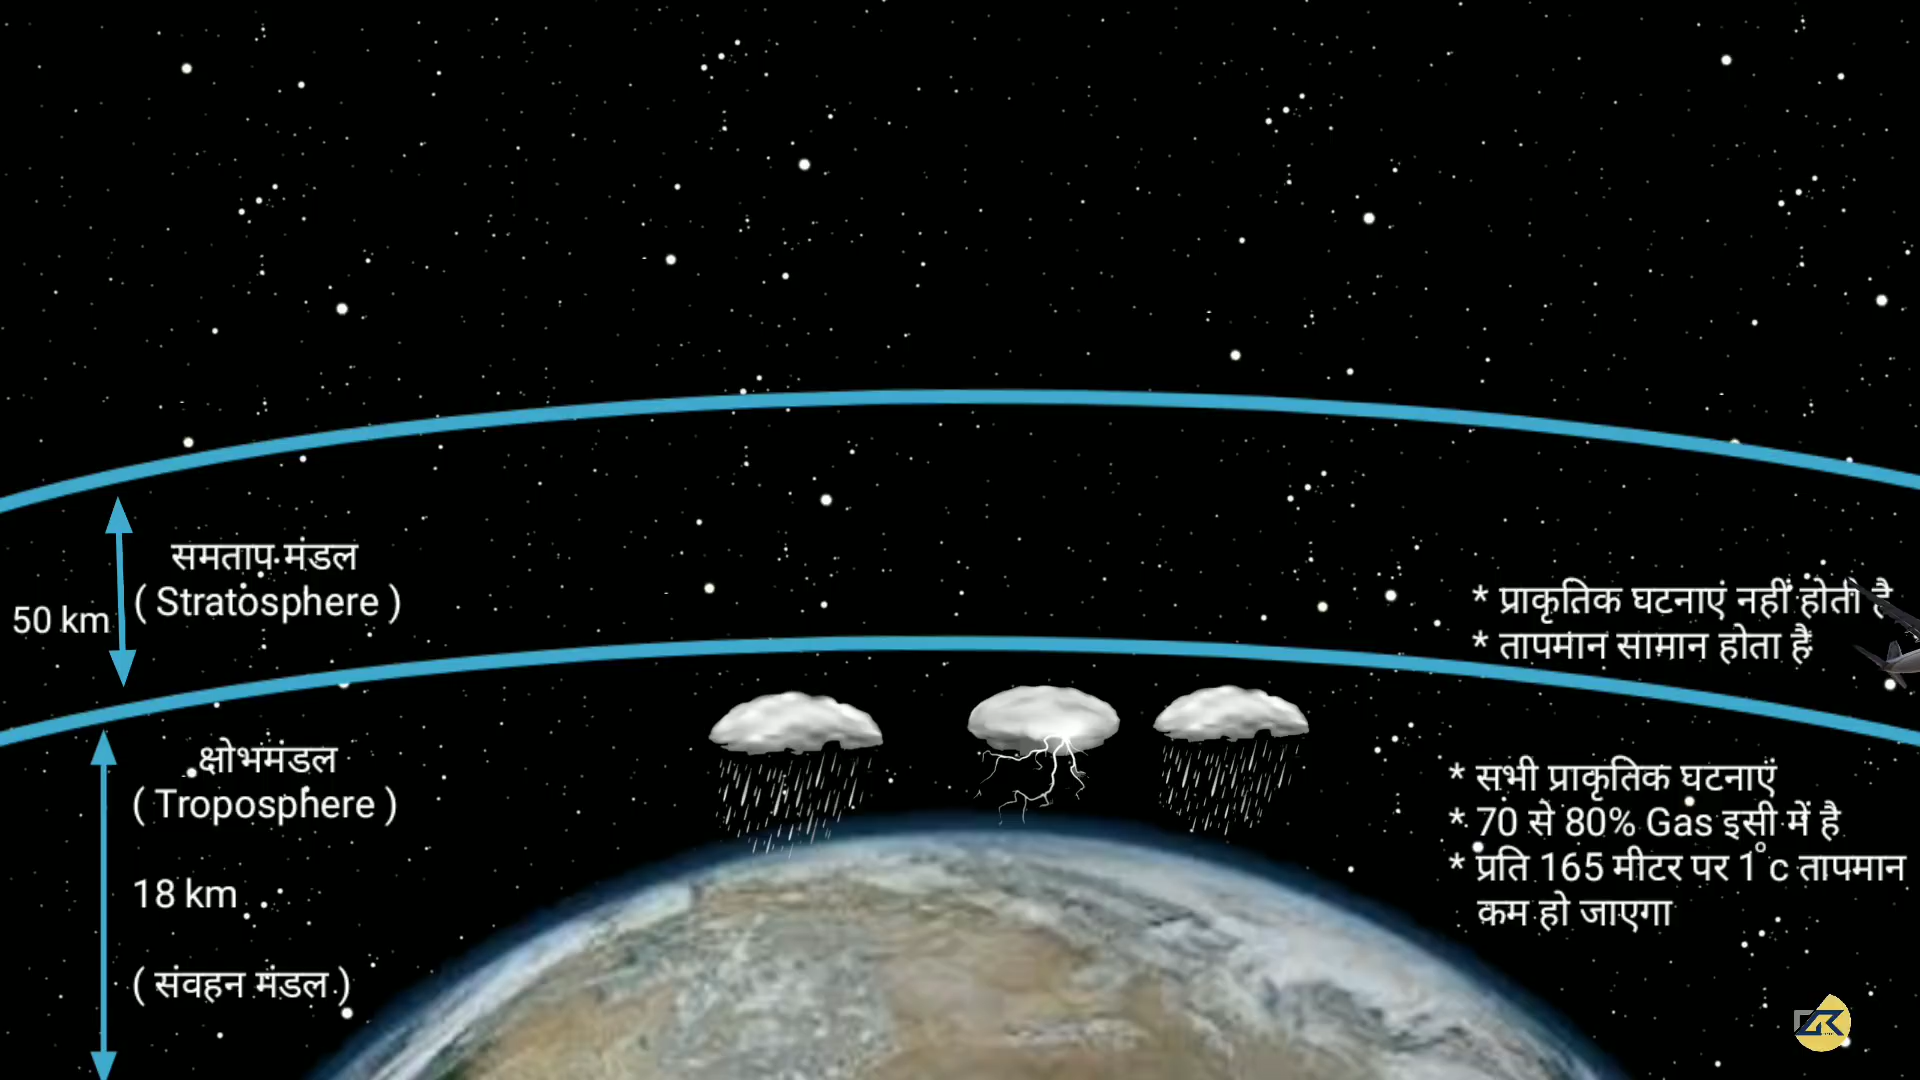 समताप मंडल
( Stratosphere )
50 km
* प्राकृतिक घटनाएं नहीं होती है
* तापमान सामान होता है
क्षोभमंडल
( Troposphere )
18 km
( संवहन मंडल )
* सभी प्राकृतिक घटनाएं
* 70 से 80% Gas इसी में है
* प्रति 165 मीटर पर 1°c तापमान
कम हो जाएगा